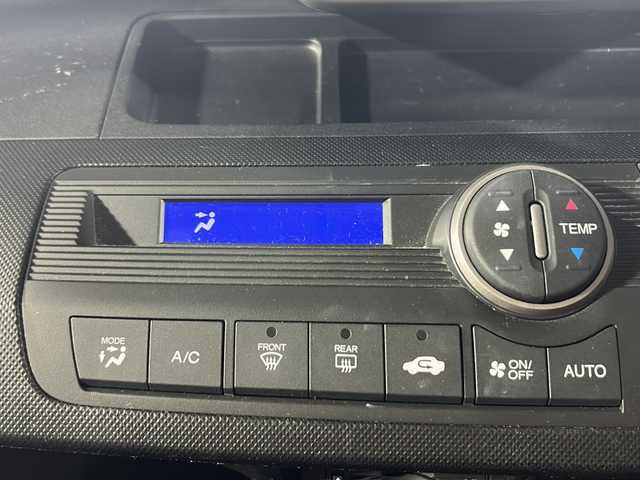 TEMP
MODE
A/C
FRONT
REAR
ON/
OFF
AUTO